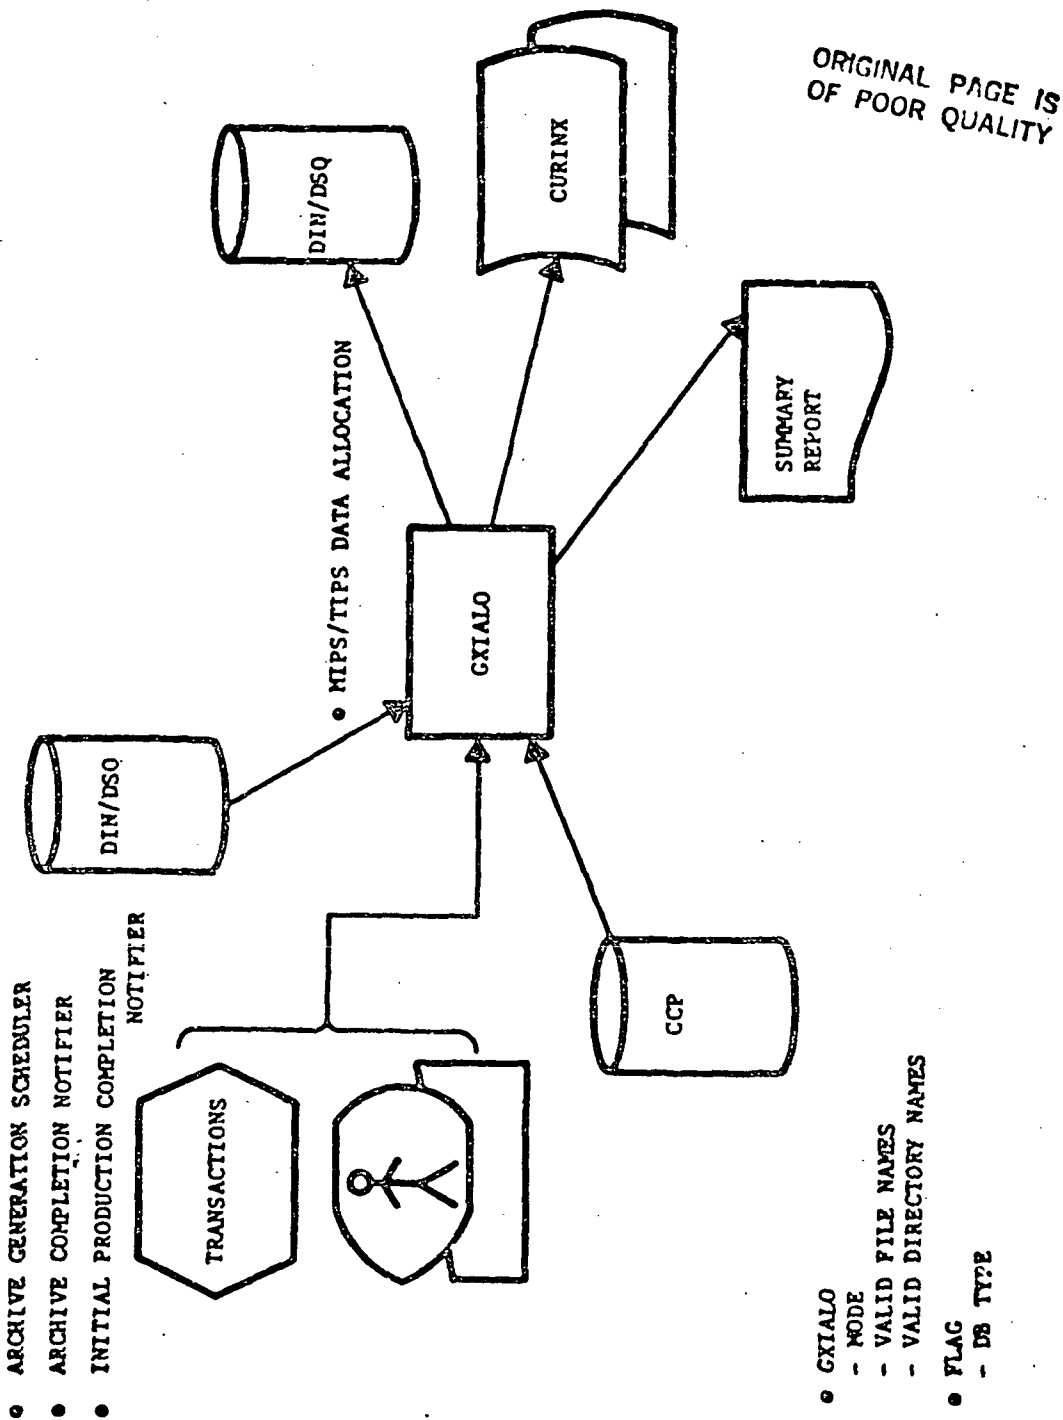 ORIGINAL PAGE IS
OF POOR QUALITY
● ARCHIVE GENERATION SCHEDULER
● ARCHIVE COMPLETION NOTIFIER
● INITIAL PRODUCTION COMPLETION
NOTIFIER
TRANSACTIONS
DIN/DSQ
● MIPS/TIPS DATA ALLOCATION
DIN/DSQ
GXIALO
CURINX
CCP
SUMMARY
REPORT
● GXIALO
- MODE
- VALID FILE NAMES
- VALID DIRECTORY NAMES
● FLAG
- DB TYPE